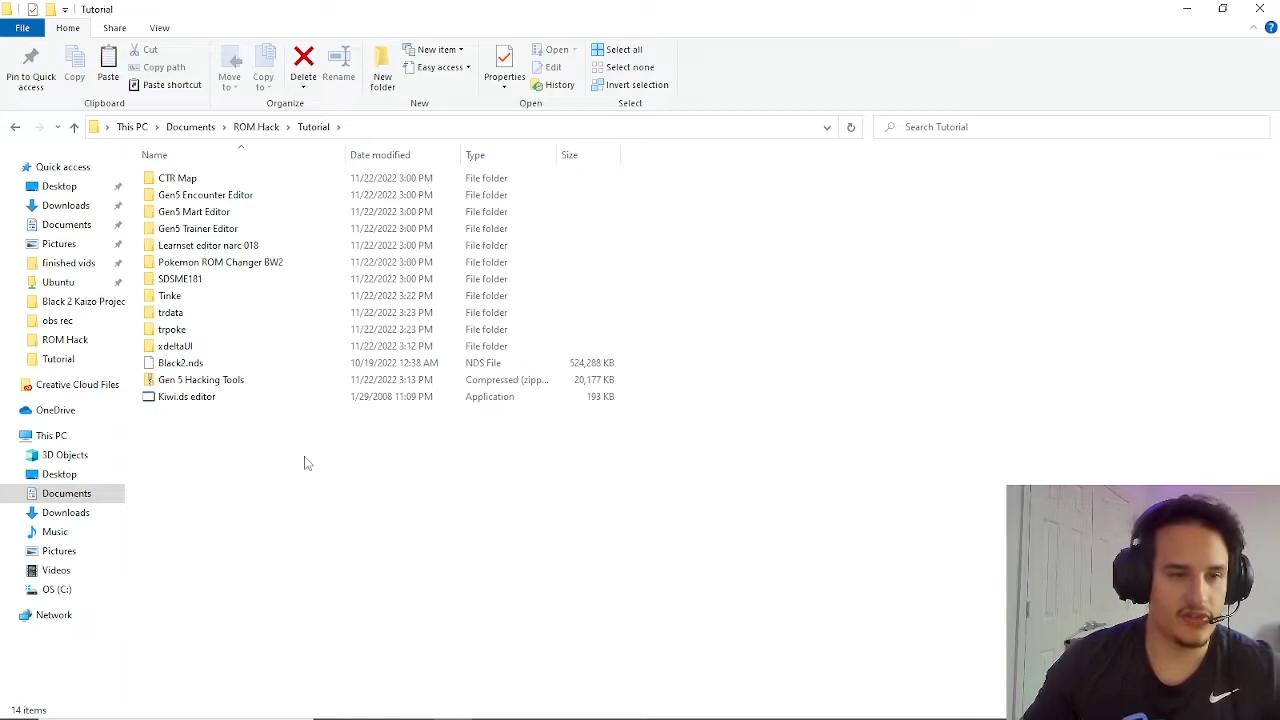 Tutorial
File Home Share View
Pin to Quick access
Copy
Paste
Cut
Copy path
Paste shortcut
Clipboard
Move to
Copy to
Delete
Rename
Organize
New folder
New item
Easy access
New
Properties
Open
Edit
History
Open
Select all
Select none
Invert selection
Select
This PC > Documents > ROM Hack > Tutorial >
Search Tutorial
Name Date modified Type Size
CTR Map 11/22/2022 3:00 PM File folder
Gen5 Encounter Editor 11/22/2022 3:00 PM File folder
Gen5 Mart Editor 11/22/2022 3:00 PM File folder
Gen5 Trainer Editor 11/22/2022 3:00 PM File folder
Learnset editor narc 018 11/22/2022 3:00 PM File folder
Pokemon ROM Changer BW2 11/22/2022 3:00 PM File folder
SDSME181 11/22/2022 3:00 PM File folder
Tinke 11/22/2022 3:22 PM File folder
trdata 11/22/2022 3:23 PM File folder
trpoke 11/22/2022 3:23 PM File folder
xdeltaUI 11/22/2022 3:12 PM File folder
Black2.nds 10/19/2022 12:38 AM NDS File 524,288 KB
Gen 5 Hacking Tools 11/22/2022 3:13 PM Compressed (zipp... 20,177 KB
Kiwi.ds editor 1/29/2008 11:09 PM Application 193 KB
Quick access
Desktop
Downloads
Documents
Pictures
finished vids
Ubuntu
Black 2 Kaizo Projec
obs rec
ROM Hack
Tutorial
Creative Cloud Files
OneDrive
This PC
3D Objects
Desktop
Documents
Downloads
Music
Pictures
Videos
OS (C:)
Network
14 items